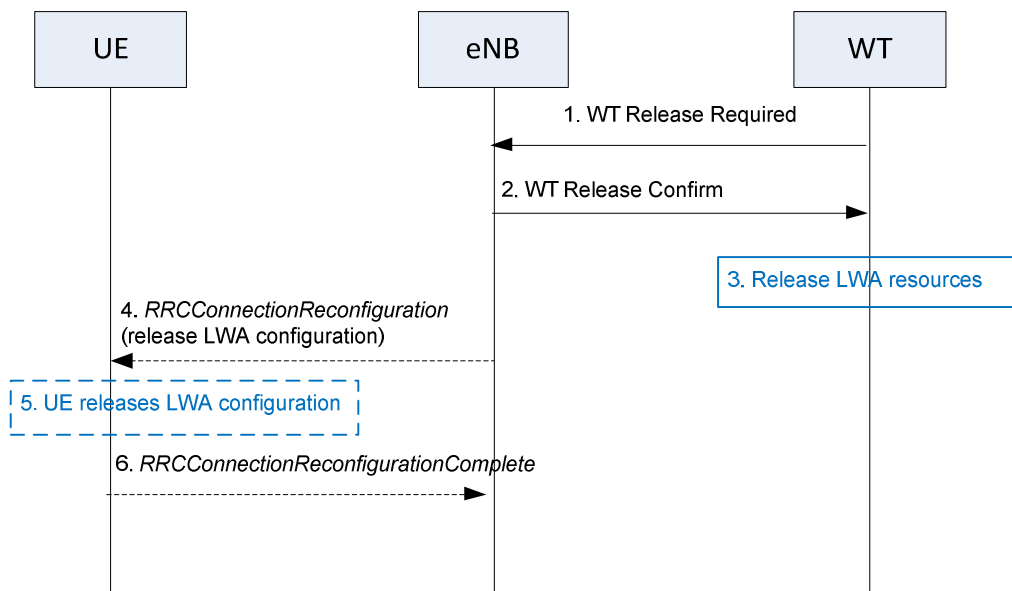 UE
eNB
WT
1. WT Release Required
2. WT Release Confirm
3. Release LWA resources
4. RRCConnectionReconfiguration
(release LWA configuration)
5. UE releases LWA configuration
6. RRCConnectionReconfigurationComplete